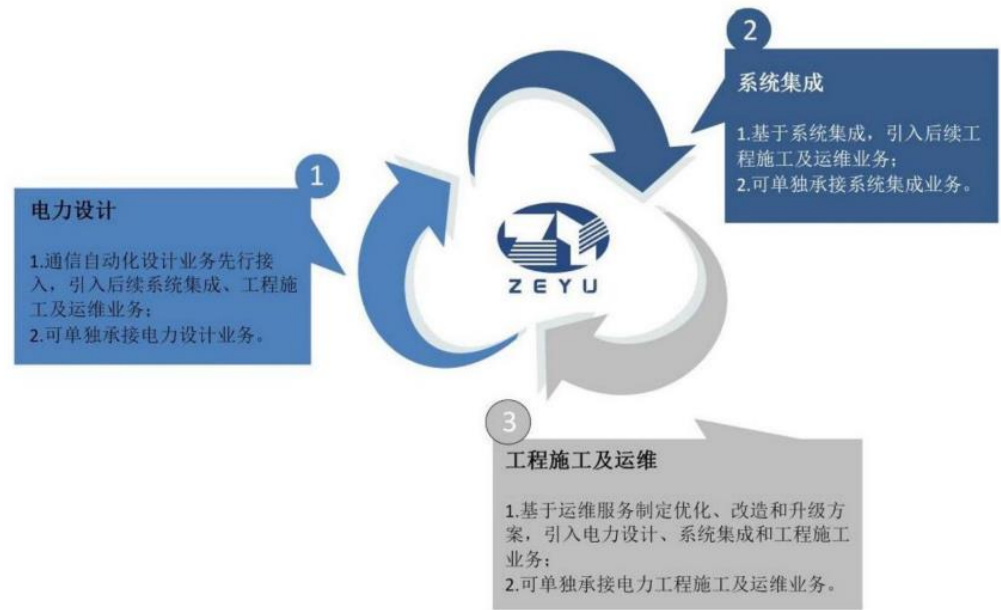 1
电力设计
1.通信自动化设计业务先行接
入，引入后续系统集成、工程施
工及运维业务；
2.可单独承接电力设计业务。
2
系统集成
1.基于系统集成，引入后续工
程施工及运维业务；
2.可单独承接系统集成业务。
ZEYU
3
工程施工及运维
1.基于运维服务制定优化、改造和升级方
案，引入电力设计、系统集成和工程施工
业务；
2.可单独承接电力工程施工及运维业务。